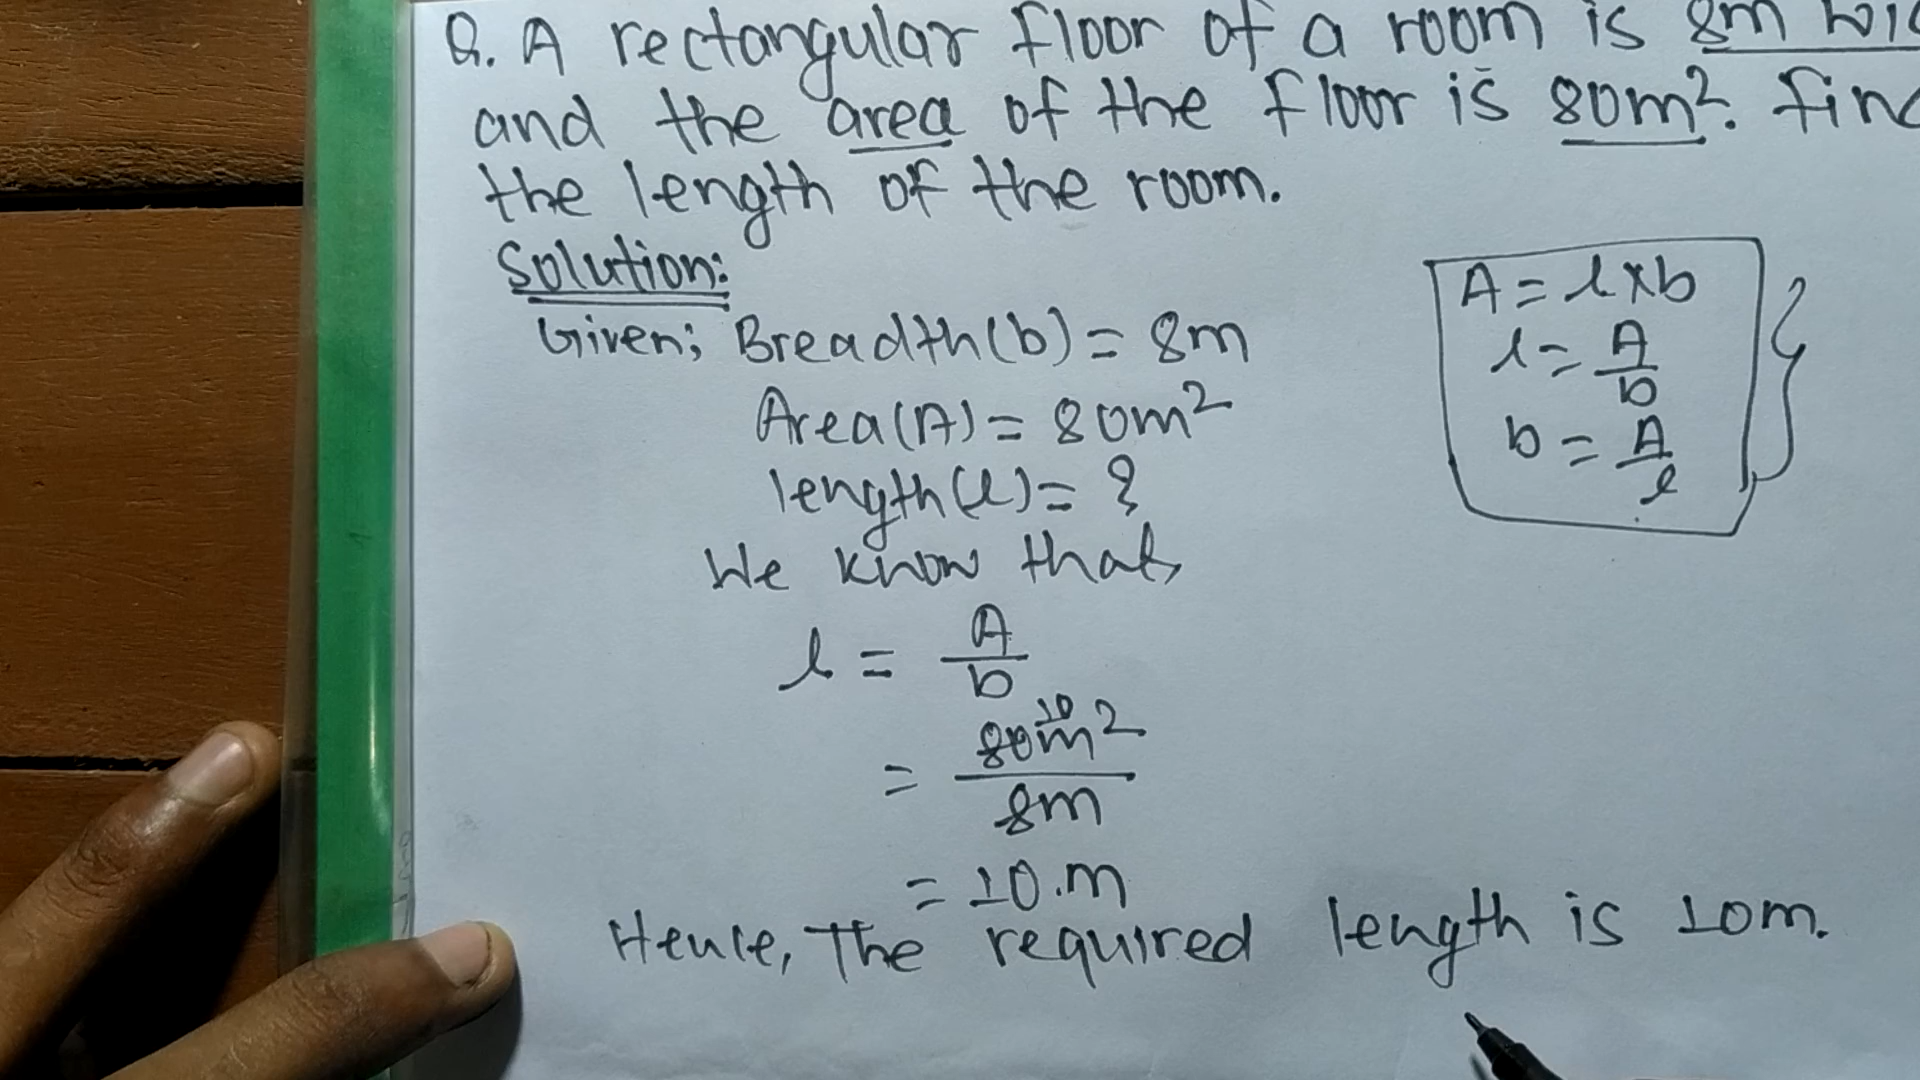 Q. A rectangular floor of a room is 8m
and the area of the floor is 80m². find
the length of the room.
Solution:
Given; Breadth(b) = 8m
Area(A) = 80m²
length(l) = ?
We know that,
l = A/b
= 80m²/8m
10
= 10.m
Hence, The required length is 10m.
A = l×b
l = A/b
b = A/l